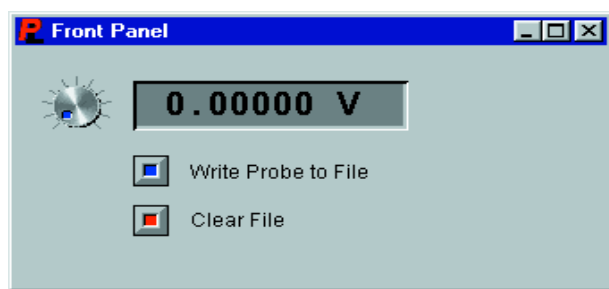 Front Panel
0.00000 V
Write Probe to File
Clear File